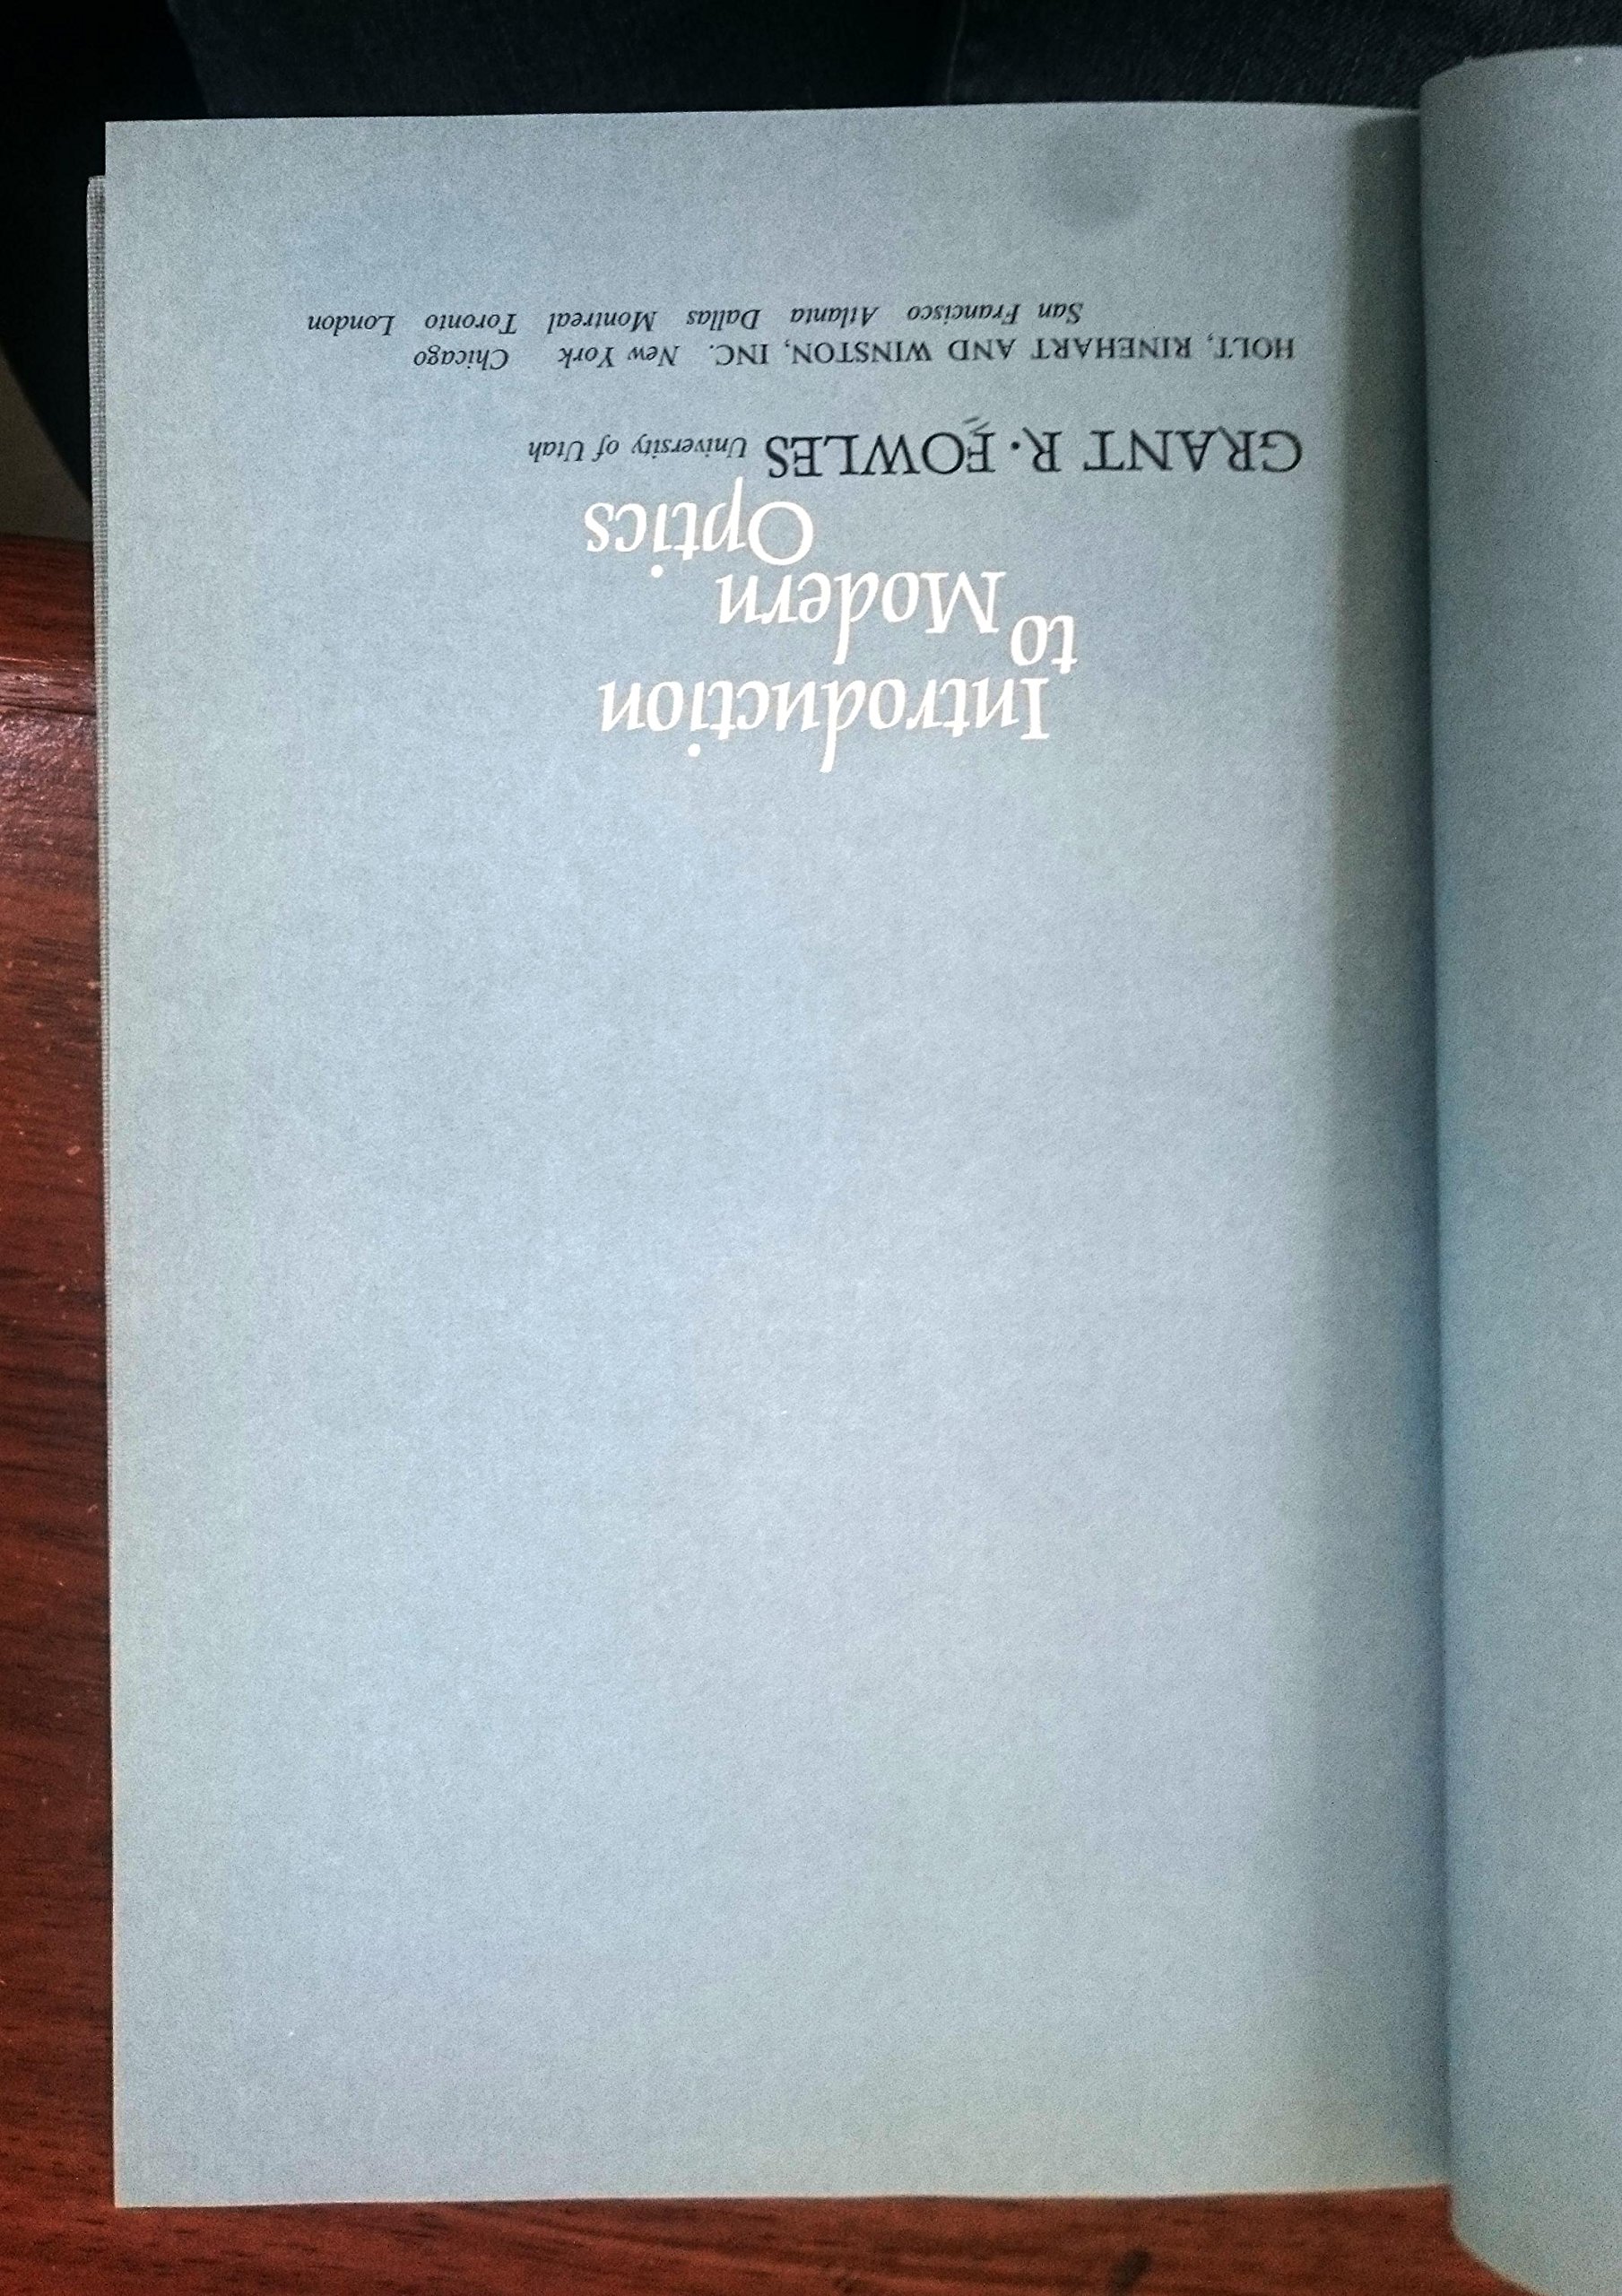 Introduction
to
Modern
Optics
GRANT R. FOWLES University of Utah
HOLT, RINEHART AND WINSTON, INC. New York Chicago
San Francisco Atlanta Dallas Montreal Toronto London